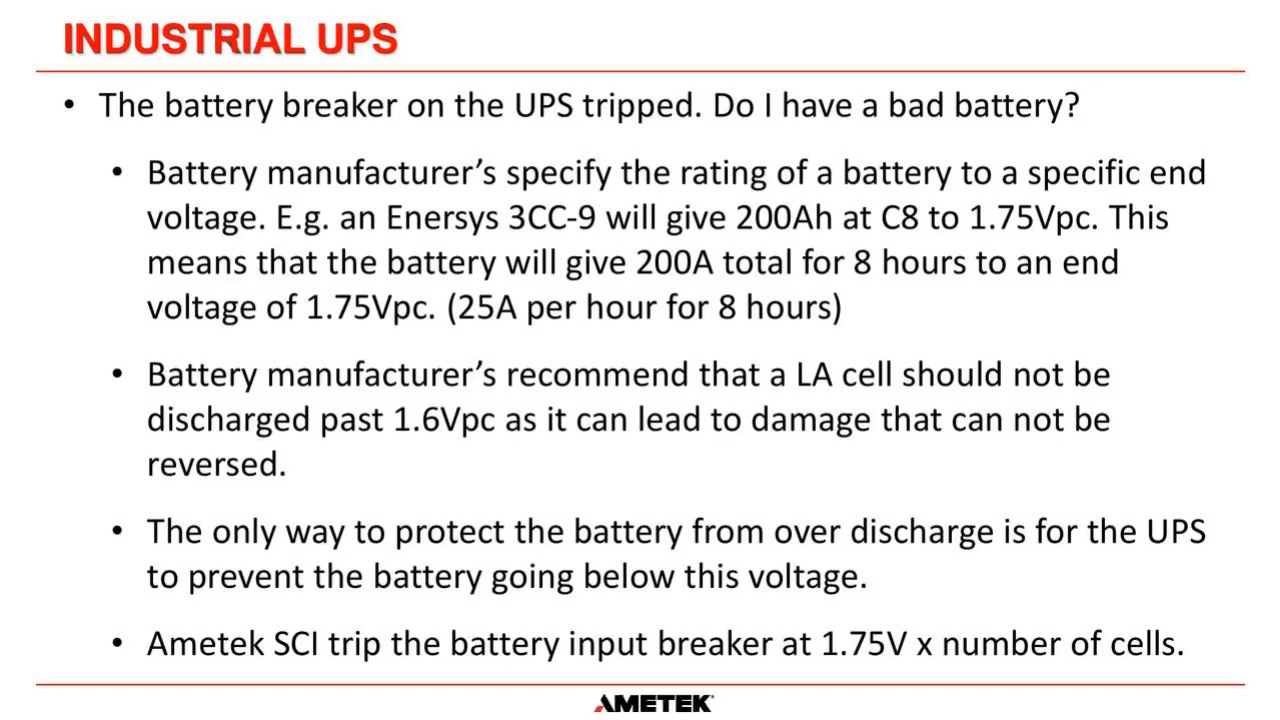 INDUSTRIAL UPS
• The battery breaker on the UPS tripped. Do I have a bad battery?
• Battery manufacturer’s specify the rating of a battery to a specific end
voltage. E.g. an Enersys 3CC-9 will give 200Ah at C8 to 1.75Vpc. This
means that the battery will give 200A total for 8 hours to an end
voltage of 1.75Vpc. (25A per hour for 8 hours)
• Battery manufacturer’s recommend that a LA cell should not be
discharged past 1.6Vpc as it can lead to damage that can not be
reversed.
• The only way to protect the battery from over discharge is for the UPS
to prevent the battery going below this voltage.
• Ametek SCI trip the battery input breaker at 1.75V x number of cells.
AMETEK